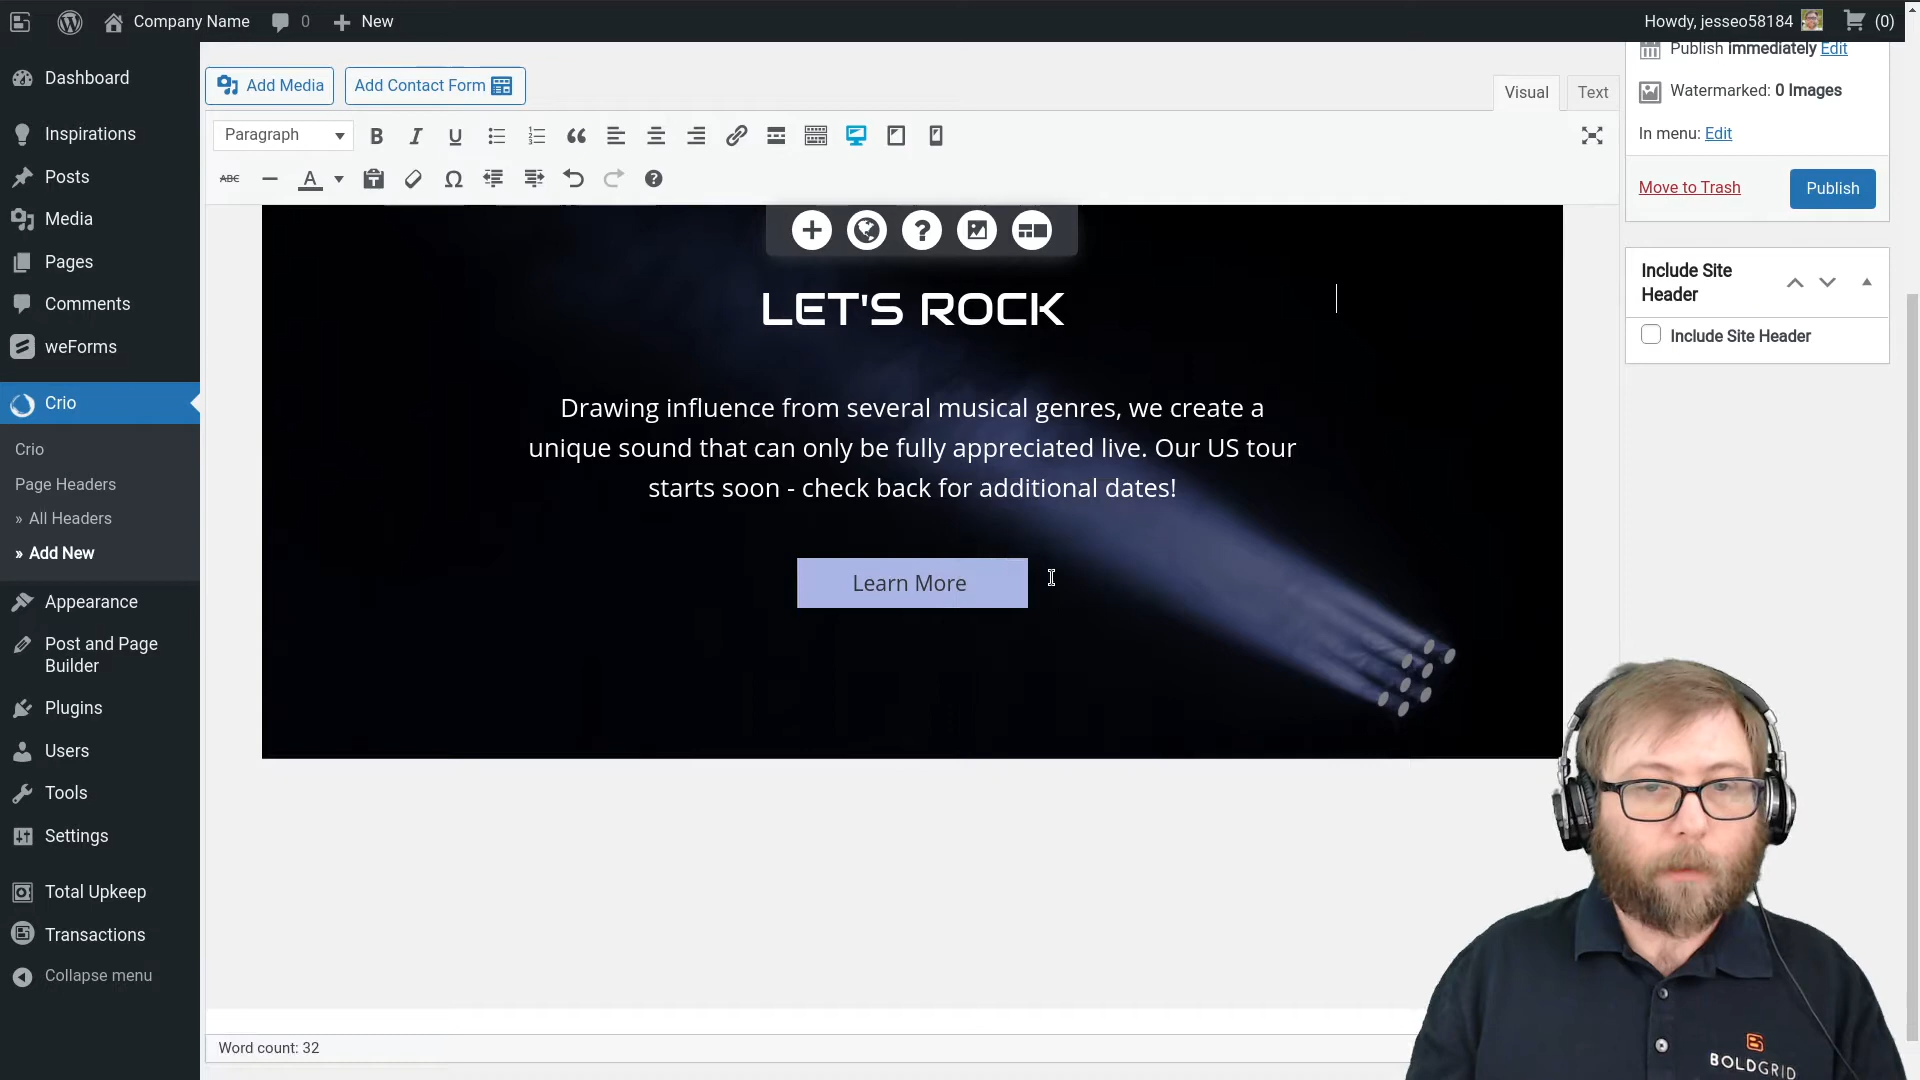 Company Name
0
New
Howdy, jesseo58184
(0)
Dashboard
Inspirations
Posts
Media
Pages
Comments
weForms
Crio
Crio
Page Headers
» All Headers
» Add New
Appearance
Post and Page
Builder
Plugins
Users
Tools
Settings
Total Upkeep
Transactions
Collapse menu
Add Media
Add Contact Form
Visual
Text
Paragraph
B I U
ABC
A
Ω
LET'S ROCK
Drawing influence from several musical genres, we create a
unique sound that can only be fully appreciated live. Our US tour
starts soon - check back for additional dates!
Learn More
Word count: 32
Publish immediately Edit
Watermarked: 0 Images
In menu: Edit
Move to Trash
Publish
Include Site
Header
Include Site Header
BOLDGRID